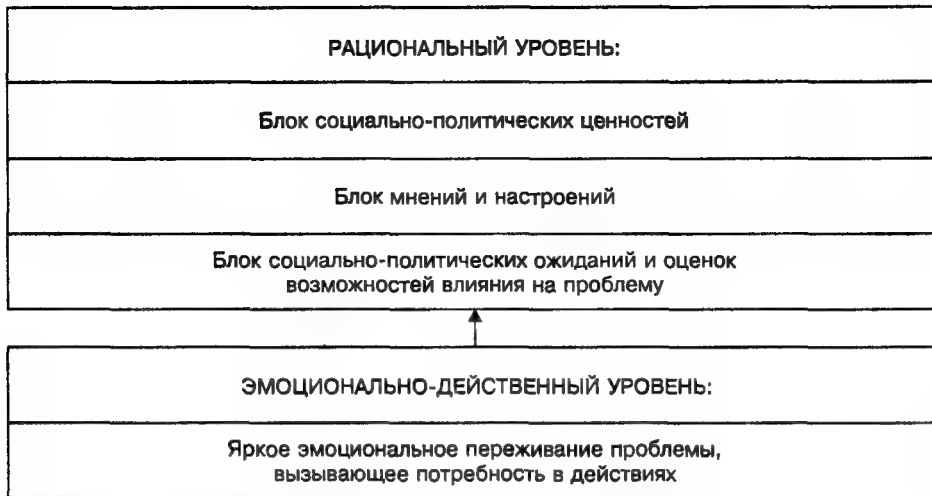 РАЦИОНАЛЬНЫЙ УРОВЕНЬ:
Блок социально-политических ценностей
Блок мнений и настроений
Блок социально-политических ожиданий и оценок
возможностей влияния на проблему
ЭМОЦИОНАЛЬНО-ДЕЙСТВЕННЫЙ УРОВЕНЬ:
Яркое эмоциональное переживание проблемы,
вызывающее потребность в действиях